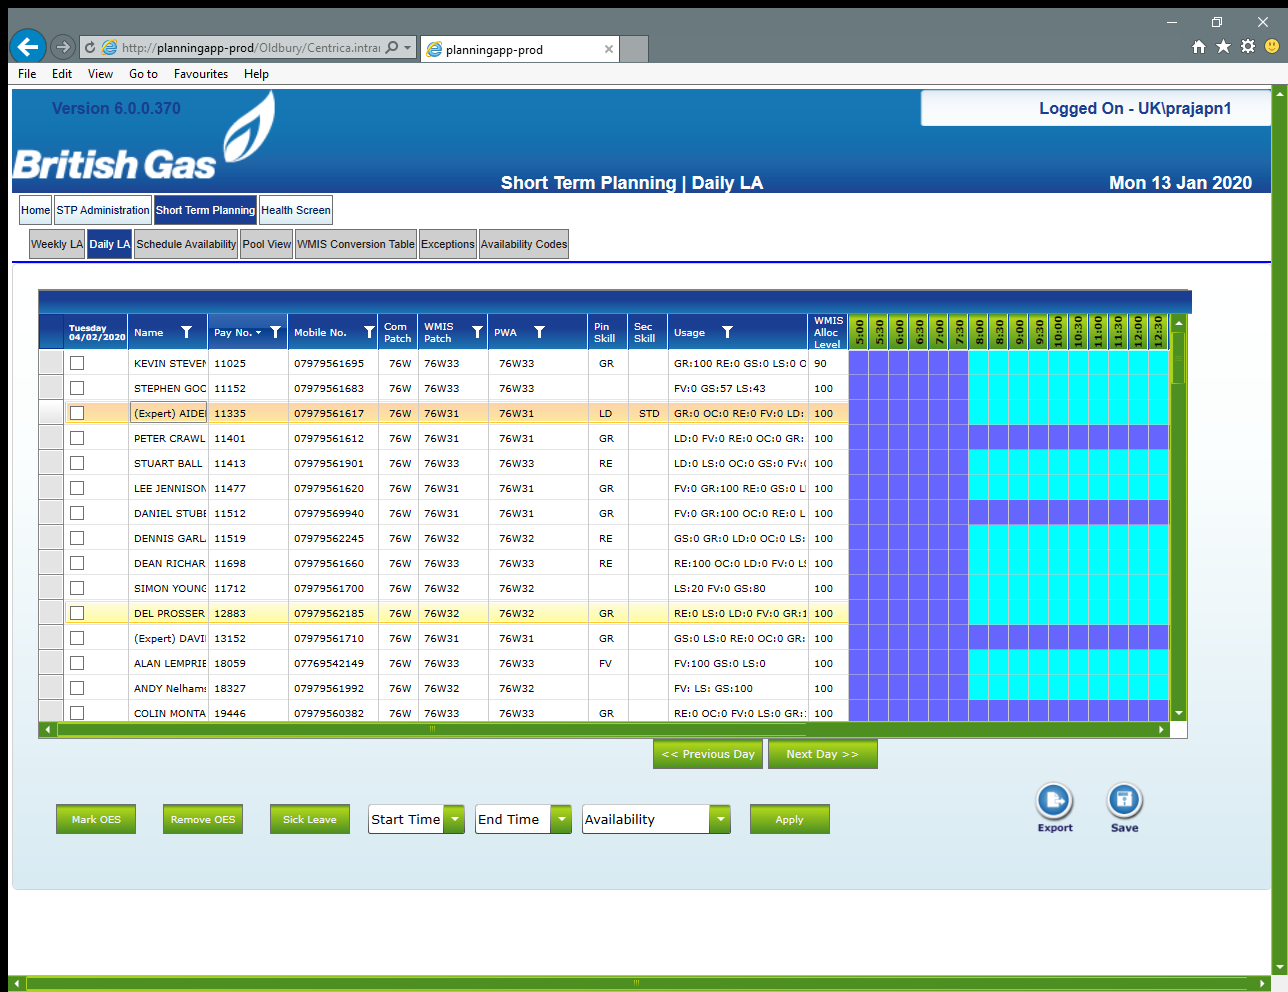 http://planningapp-prod/Oldbury/Centrica.intrar
planningapp-prod
File Edit View Go to Favourites Help
Version 6.0.0.370
Logged On - UK\prajapn1
British Gas
Short Term Planning | Daily LA
Mon 13 Jan 2020
Home STP Administration Short Term Planning Health Screen
Weekly LA Daily LA Schedule Availability Pool View WMIS Conversion Table Exceptions Availability Codes
Tuesday 04/02/2020 Name Pay No. Mobile No. Com Patch WMIS Patch PWA Pin Skill Sec Skill Usage WMIS Alloc Level 5:00 5:30 6:00 6:30 7:00 7:30 8:00 8:30 9:00 9:30 10:00 10:30 11:00 11:30 12:00 12:30
KEVIN STEVEN 11025 07979561695 76W 76W33 76W33 GR GR:100 RE:0 GS:0 LS:0 O 90
STEPHEN GOO 11152 07979561683 76W 76W33 76W33 FV:0 GS:57 LS:43 100
(Expert) AIDE 11335 07979561617 76W 76W31 76W31 LD STD GR:0 OC:0 RE:0 FV:0 LD: 100
PETER CRAWL 11401 07979561612 76W 76W31 76W31 GR LD:0 FV:0 RE:0 OC:0 GR: 100
STUART BALL 11413 07979561901 76W 76W33 76W33 RE LD:0 LS:0 OC:0 GS:0 FV:0 100
LEE JENNISON 11477 07979561620 76W 76W31 76W31 GR FV:0 GR:100 RE:0 GS:0 L 100
DANIEL STUBB 11512 07979569940 76W 76W31 76W31 GR FV:0 GR:100 OC:0 RE:0 L 100
DENNIS GARL 11519 07979562245 76W 76W32 76W32 RE GS:0 GR:0 LD:0 OC:0 LS: 100
DEAN RICHAR 11698 07979561660 76W 76W33 76W33 RE RE:100 OC:0 LD:0 FV:0 LS 100
SIMON YOUNG 11712 07979561700 76W 76W32 76W32 LS:20 FV:0 GS:80 100
DEL PROSSER 12883 07979562185 76W 76W32 76W32 GR RE:0 LS:0 LD:0 FV:0 GR:1 100
(Expert) DAVI 13152 07979561710 76W 76W31 76W31 GR GS:0 LS:0 RE:0 OC:0 GR: 100
ALAN LEMPRIE 18059 07769542149 76W 76W33 76W33 FV FV:100 GS:0 LS:0 100
ANDY Nelhams 18327 07979561992 76W 76W32 76W32 FV: LS: GS:100 100
COLIN MONTA 19446 07979560382 76W 76W33 76W33 GR RE:0 OC:0 FV:0 LS:0 GR: 100
<< Previous Day Next Day >>
Mark OES Remove OES Sick Leave Start Time End Time Availability Apply
Export Save